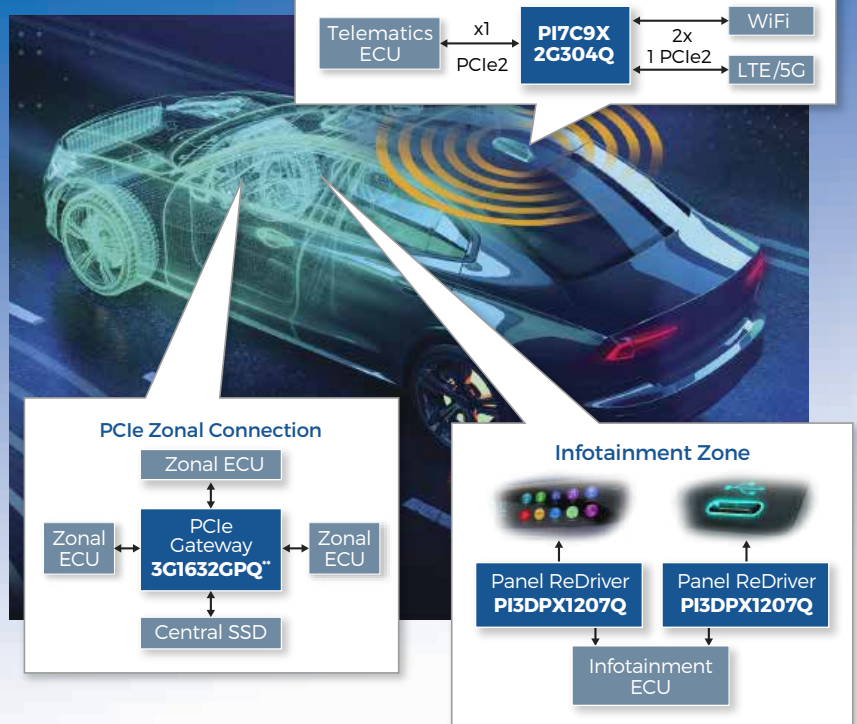 Telematics
ECU
x1
PCIe2
PI7C9X
2G304Q
2x
1 PCIe2
WiFi
LTE/5G
PCIe Zonal Connection
Zonal ECU
Zonal
ECU
PCIe
Gateway
3G1632GPQ**
Zonal
ECU
Central SSD
Infotainment Zone
Panel ReDriver
PI3DPX1207Q
Panel ReDriver
PI3DPX1207Q
Infotainment
ECU